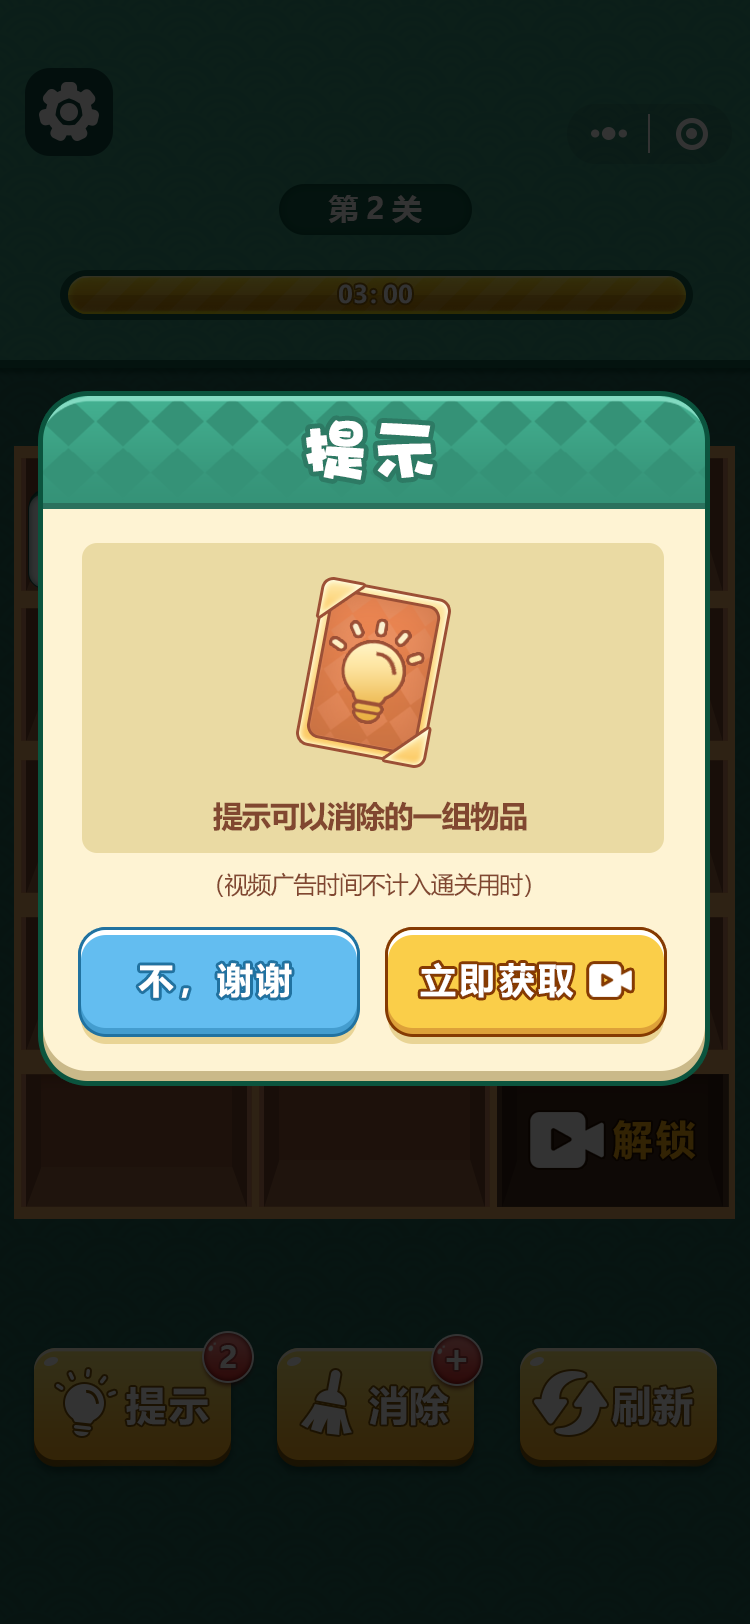 第2关
03:00
提示
提示可以消除的一组物品
（视频广告时间不计入通关用时）
不，谢谢
立即获取
解锁
2
+
提示
消除
刷新